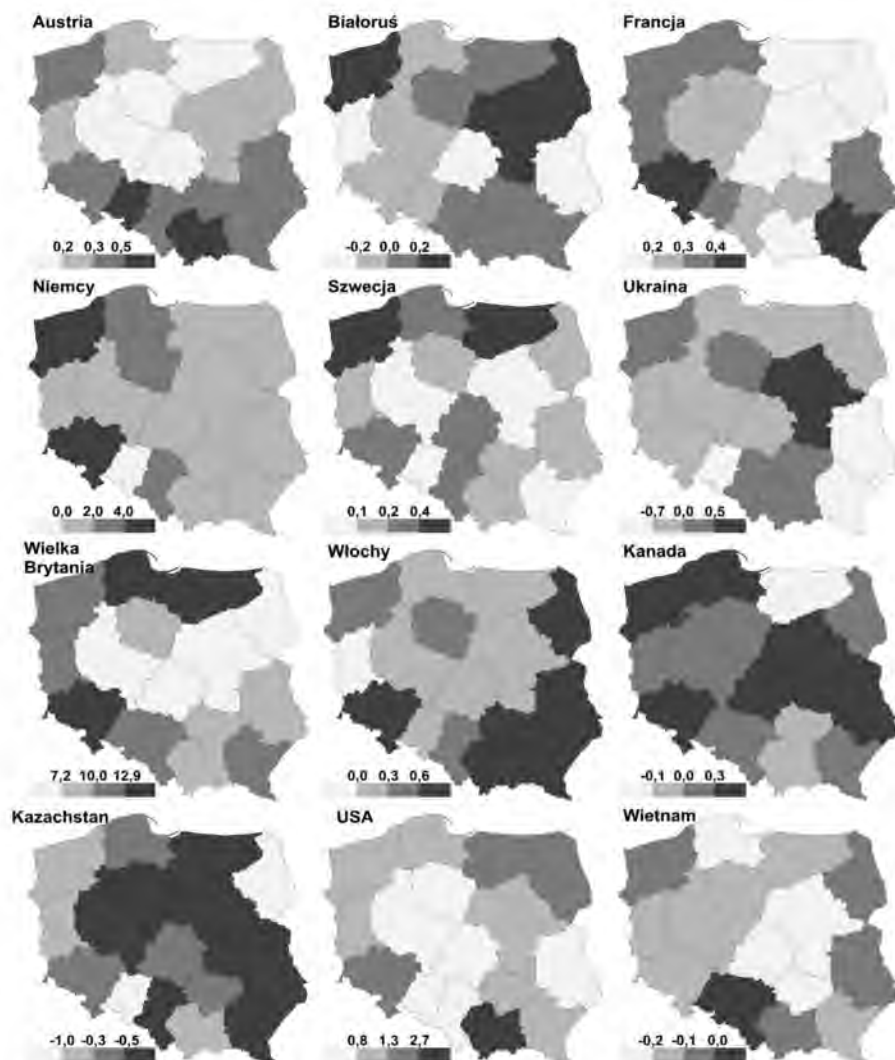 Austria
Białoruś
Francja
0,2 0,3 0,5
-0,2 0,0 0,2
0,2 0,3 0,4
Niemcy
Szwecja
Ukraina
0,0 2,0 4,0
0,1 0,2 0,4
-0,7 0,0 0,5
Wielka
Brytania
Włochy
Kanada
7,2 10,0 12,9
0,0 0,3 0,6
-0,1 0,0 0,3
Kazachstan
USA
Wietnam
-1,0 -0,3 -0,5
0,8 1,3 2,7
-0,2 -0,1 0,0